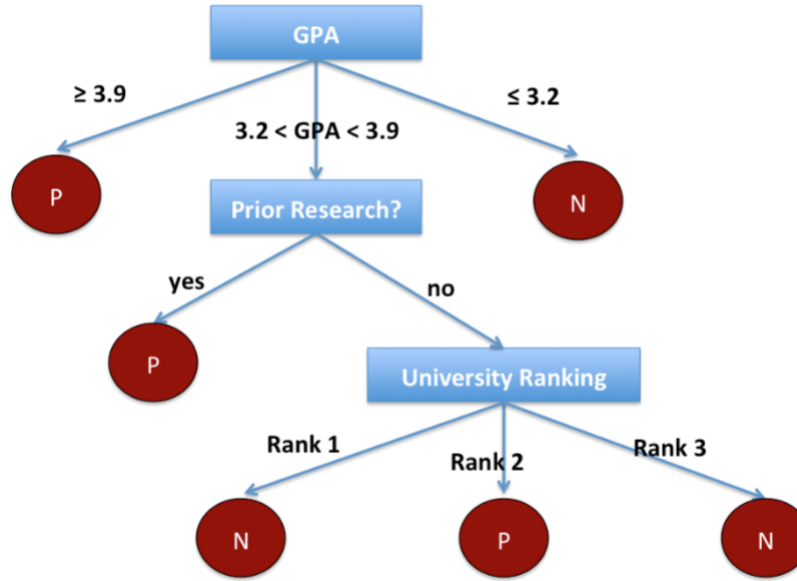 GPA
≥ 3.9
≤ 3.2
3.2 < GPA < 3.9
P
Prior Research?
N
yes
no
P
University Ranking
Rank 1
Rank 2
Rank 3
N
P
N